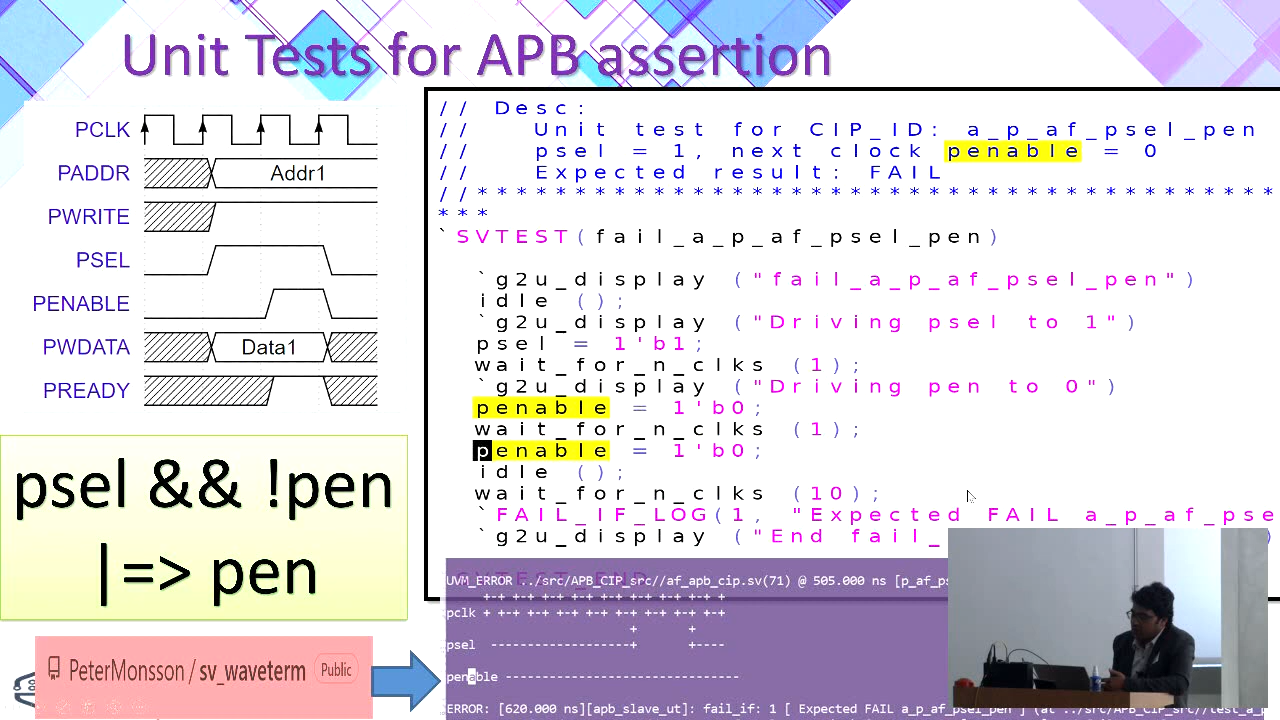 Unit Tests for APB assertion
PCLK
PADDR
Addr1
PWRITE
PSEL
PENABLE
PWDATA
Data1
PREADY
psel && !pen
|=> pen
PeterMonsson / sv_waveterm
Public
// Desc:
// Unit test for CIP_ID: a_p_af_psel_pen
// psel = 1, next clock penable = 0
// Expected result: FAIL
//*****************************************
***
`SVTEST(fail_a_p_af_psel_pen)
`g2u_display ("fail_a_p_af_psel_pen")
idle ();
`g2u_display ("Driving psel to 1")
psel = 1'b1;
wait_for_n_clks (1);
`g2u_display ("Driving pen to 0")
penable = 1'b0;
wait_for_n_clks (1);
penable = 1'b0;
idle ();
wait_for_n_clks (10);
`FAIL_IF_LOG(1, "Expected FAIL a_p_af_pse
`g2u_display ("End fail_
SVTEST_END
UVM_ERROR ../src/APB_CIP_src//af_apb_cip.sv(71) @ 505.000 ns [p_af_ps
+-+ +-+ +-+ +-+ +-+ +-+ +-+ +-+ +
pclk + +-+ +-+ +-+ +-+ +-+ +-+ +-+ +-+
+ +
psel -------------------+ +----
penable --------------------------------
ERROR: [620.000 ns][apb_slave_ut]: fail_if: 1 [ Expected FAIL a_p_af_psel_pen ] (at ../src/APB_CIP_src//test_a_p